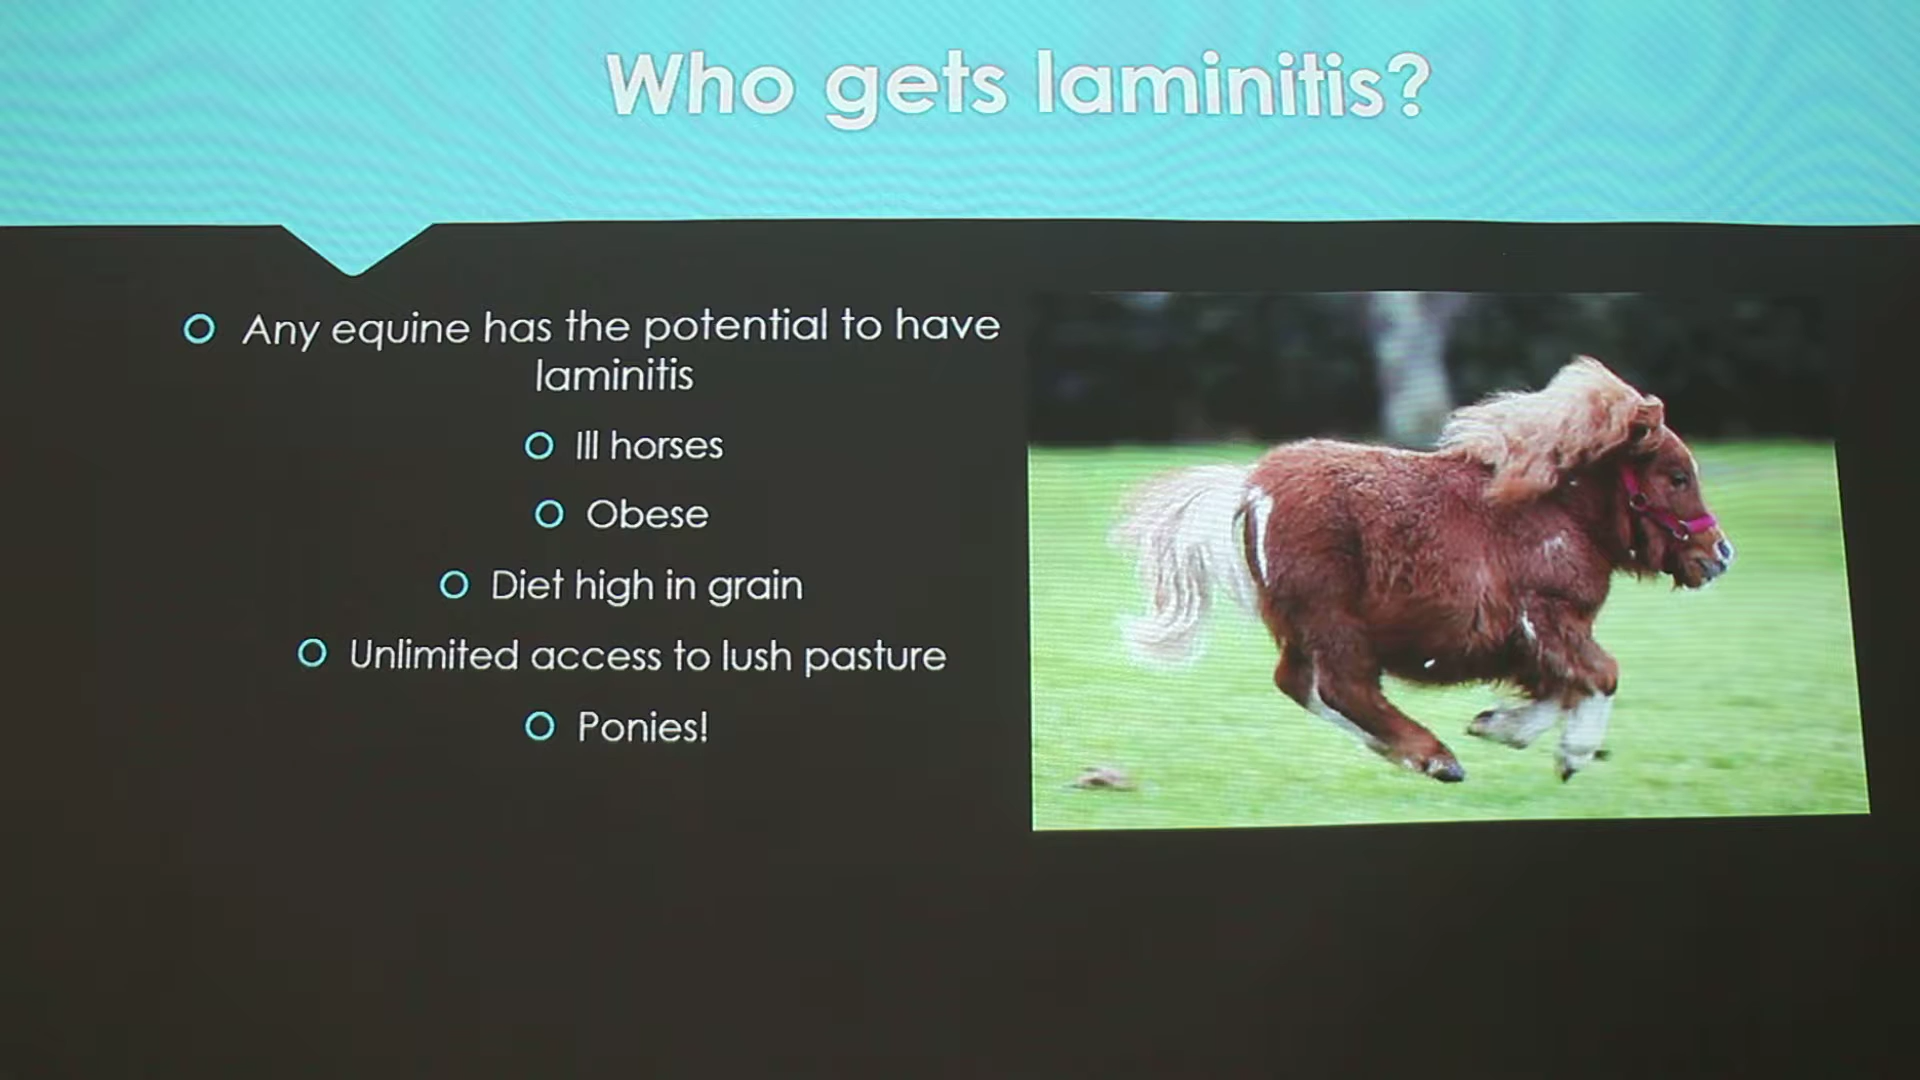 Who gets laminitis?
Any equine has the potential to have
laminitis
Ill horses
Obese
Diet high in grain
Unlimited access to lush pasture
Ponies!